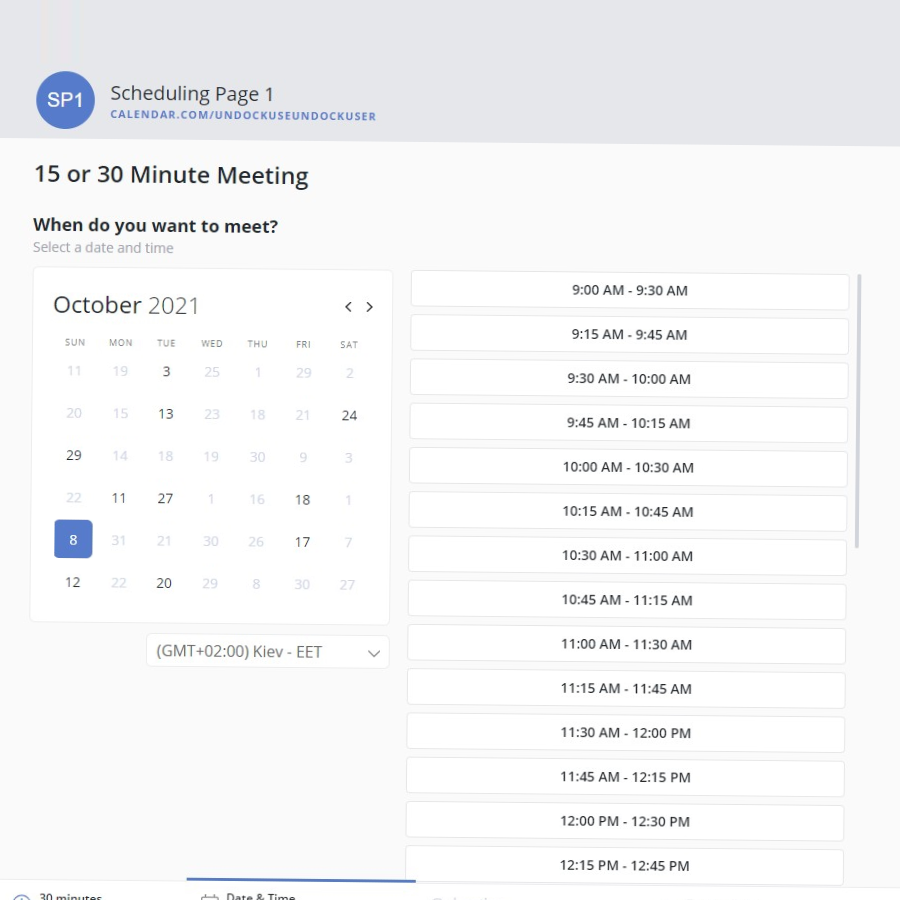 SP1
Scheduling Page 1
CALENDAR.COM/UNDOCKUSEUNDOCKUSER
15 or 30 Minute Meeting
When do you want to meet?
Select a date and time
October 2021
SUN MON TUE WED THU FRI SAT
11 19 3 25 1 29 2
20 15 13 23 18 21 24
29 14 18 19 30 9 3
22 11 27 1 16 18 1
8 31 21 30 26 17 7
12 22 20 29 8 30 27
(GMT+02:00) Kiev - EET
9:00 AM - 9:30 AM
9:15 AM - 9:45 AM
9:30 AM - 10:00 AM
9:45 AM - 10:15 AM
10:00 AM - 10:30 AM
10:15 AM - 10:45 AM
10:30 AM - 11:00 AM
10:45 AM - 11:15 AM
11:00 AM - 11:30 AM
11:15 AM - 11:45 AM
11:30 AM - 12:00 PM
11:45 AM - 12:15 PM
12:00 PM - 12:30 PM
12:15 PM - 12:45 PM
30 minutes
Date & Time